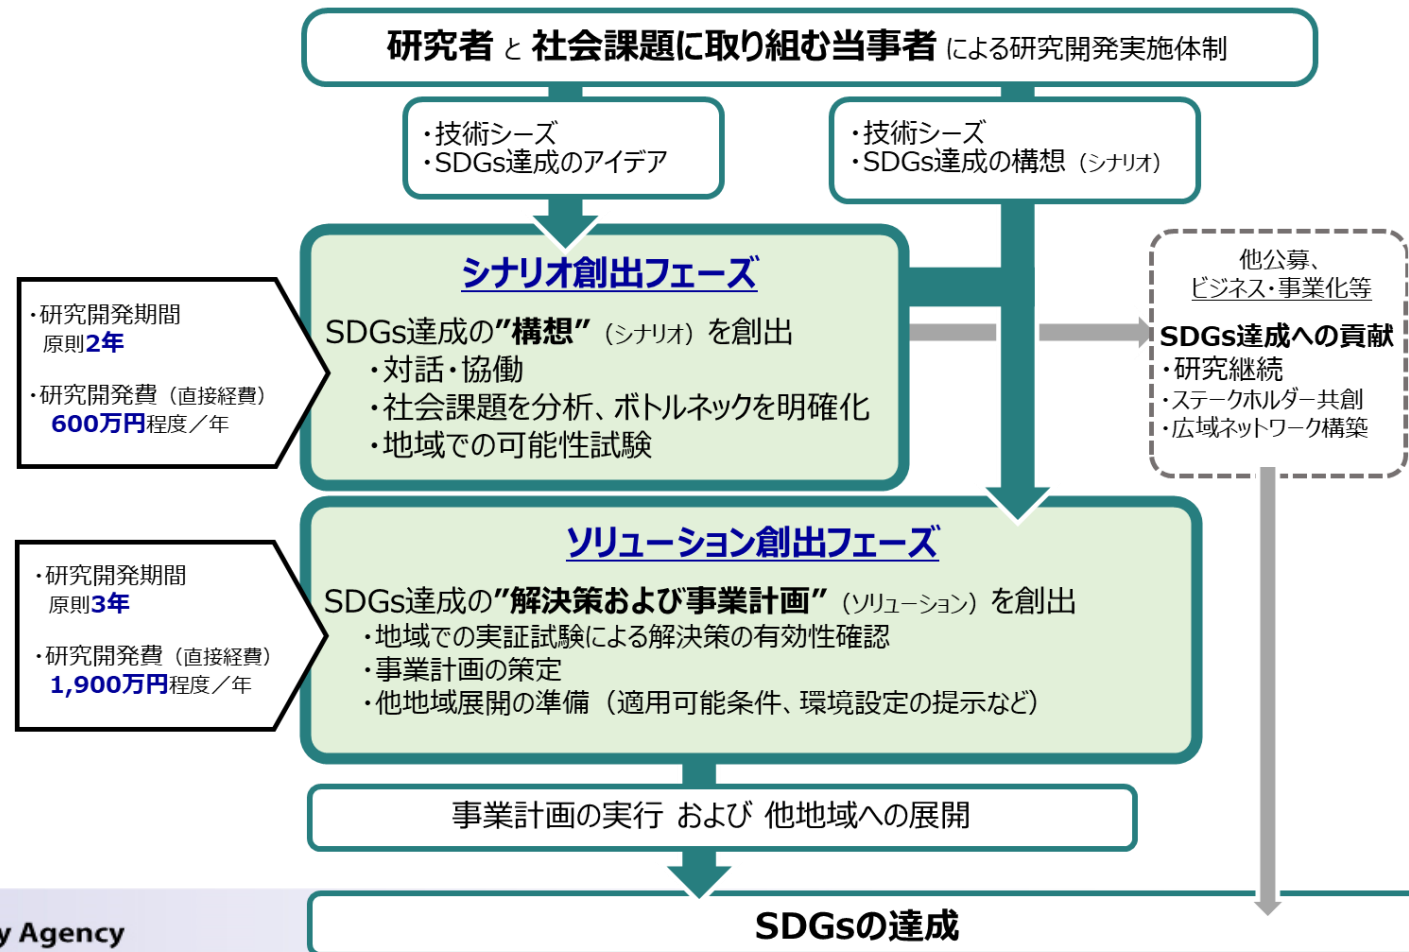 研究者 と 社会課題に取り組む当事者 による研究開発実施体制
・技術シーズ
・SDGs達成のアイデア
・技術シーズ
・SDGs達成の構想（シナリオ）
シナリオ創出フェーズ
SDGs達成の”構想”（シナリオ）を創出
・対話・協働
・社会課題を分析、ボトルネックを明確化
・地域での可能性試験
・研究開発期間
原則2年
・研究開発費（直接経費）
600万円程度／年
他公募、
ビジネス・事業化等
SDGs達成への貢献
・研究継続
・ステークホルダー共創
・広域ネットワーク構築
ソリューション創出フェーズ
SDGs達成の”解決策および事業計画”（ソリューション）を創出
・地域での実証試験による解決策の有効性確認
・事業計画の策定
・他地域展開の準備（適用可能条件、環境設定の提示など）
・研究開発期間
原則3年
・研究開発費（直接経費）
1,900万円程度／年
事業計画の実行 および 他地域への展開
SDGsの達成
y Agency